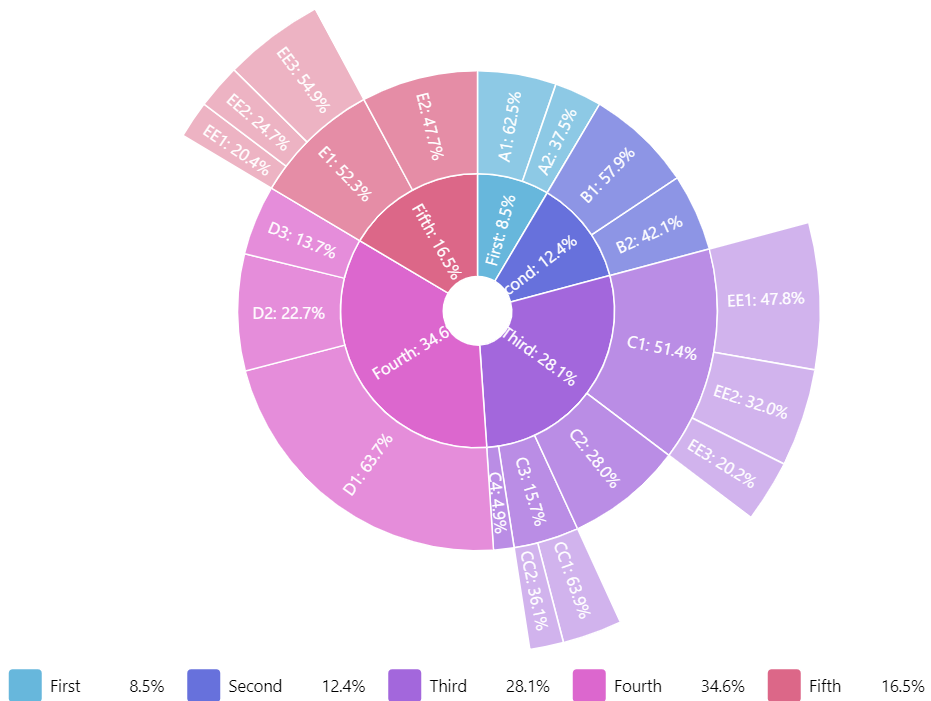 EE3: 54.9%
EE2: 24.7%
EE1: 20.4%
E2: 47.7%
E1: 52.3%
A1: 62.5%
A2: 37.5%
B1: 57.9%
B2: 42.1%
D3: 13.7%
D2: 22.7%
D1: 63.7%
Fifth: 16.5%
First: 8.5%
cond: 12.4%
Third: 28.1%
Fourth: 34.6
C1: 51.4%
C2: 28.0%
C3: 15.7%
C4: 4.9%
EE1: 47.8%
EE2: 32.0%
EE3: 20.2%
CC1: 63.9%
CC2: 36.1%
First 8.5% Second 12.4% Third 28.1% Fourth 34.6% Fifth 16.5%